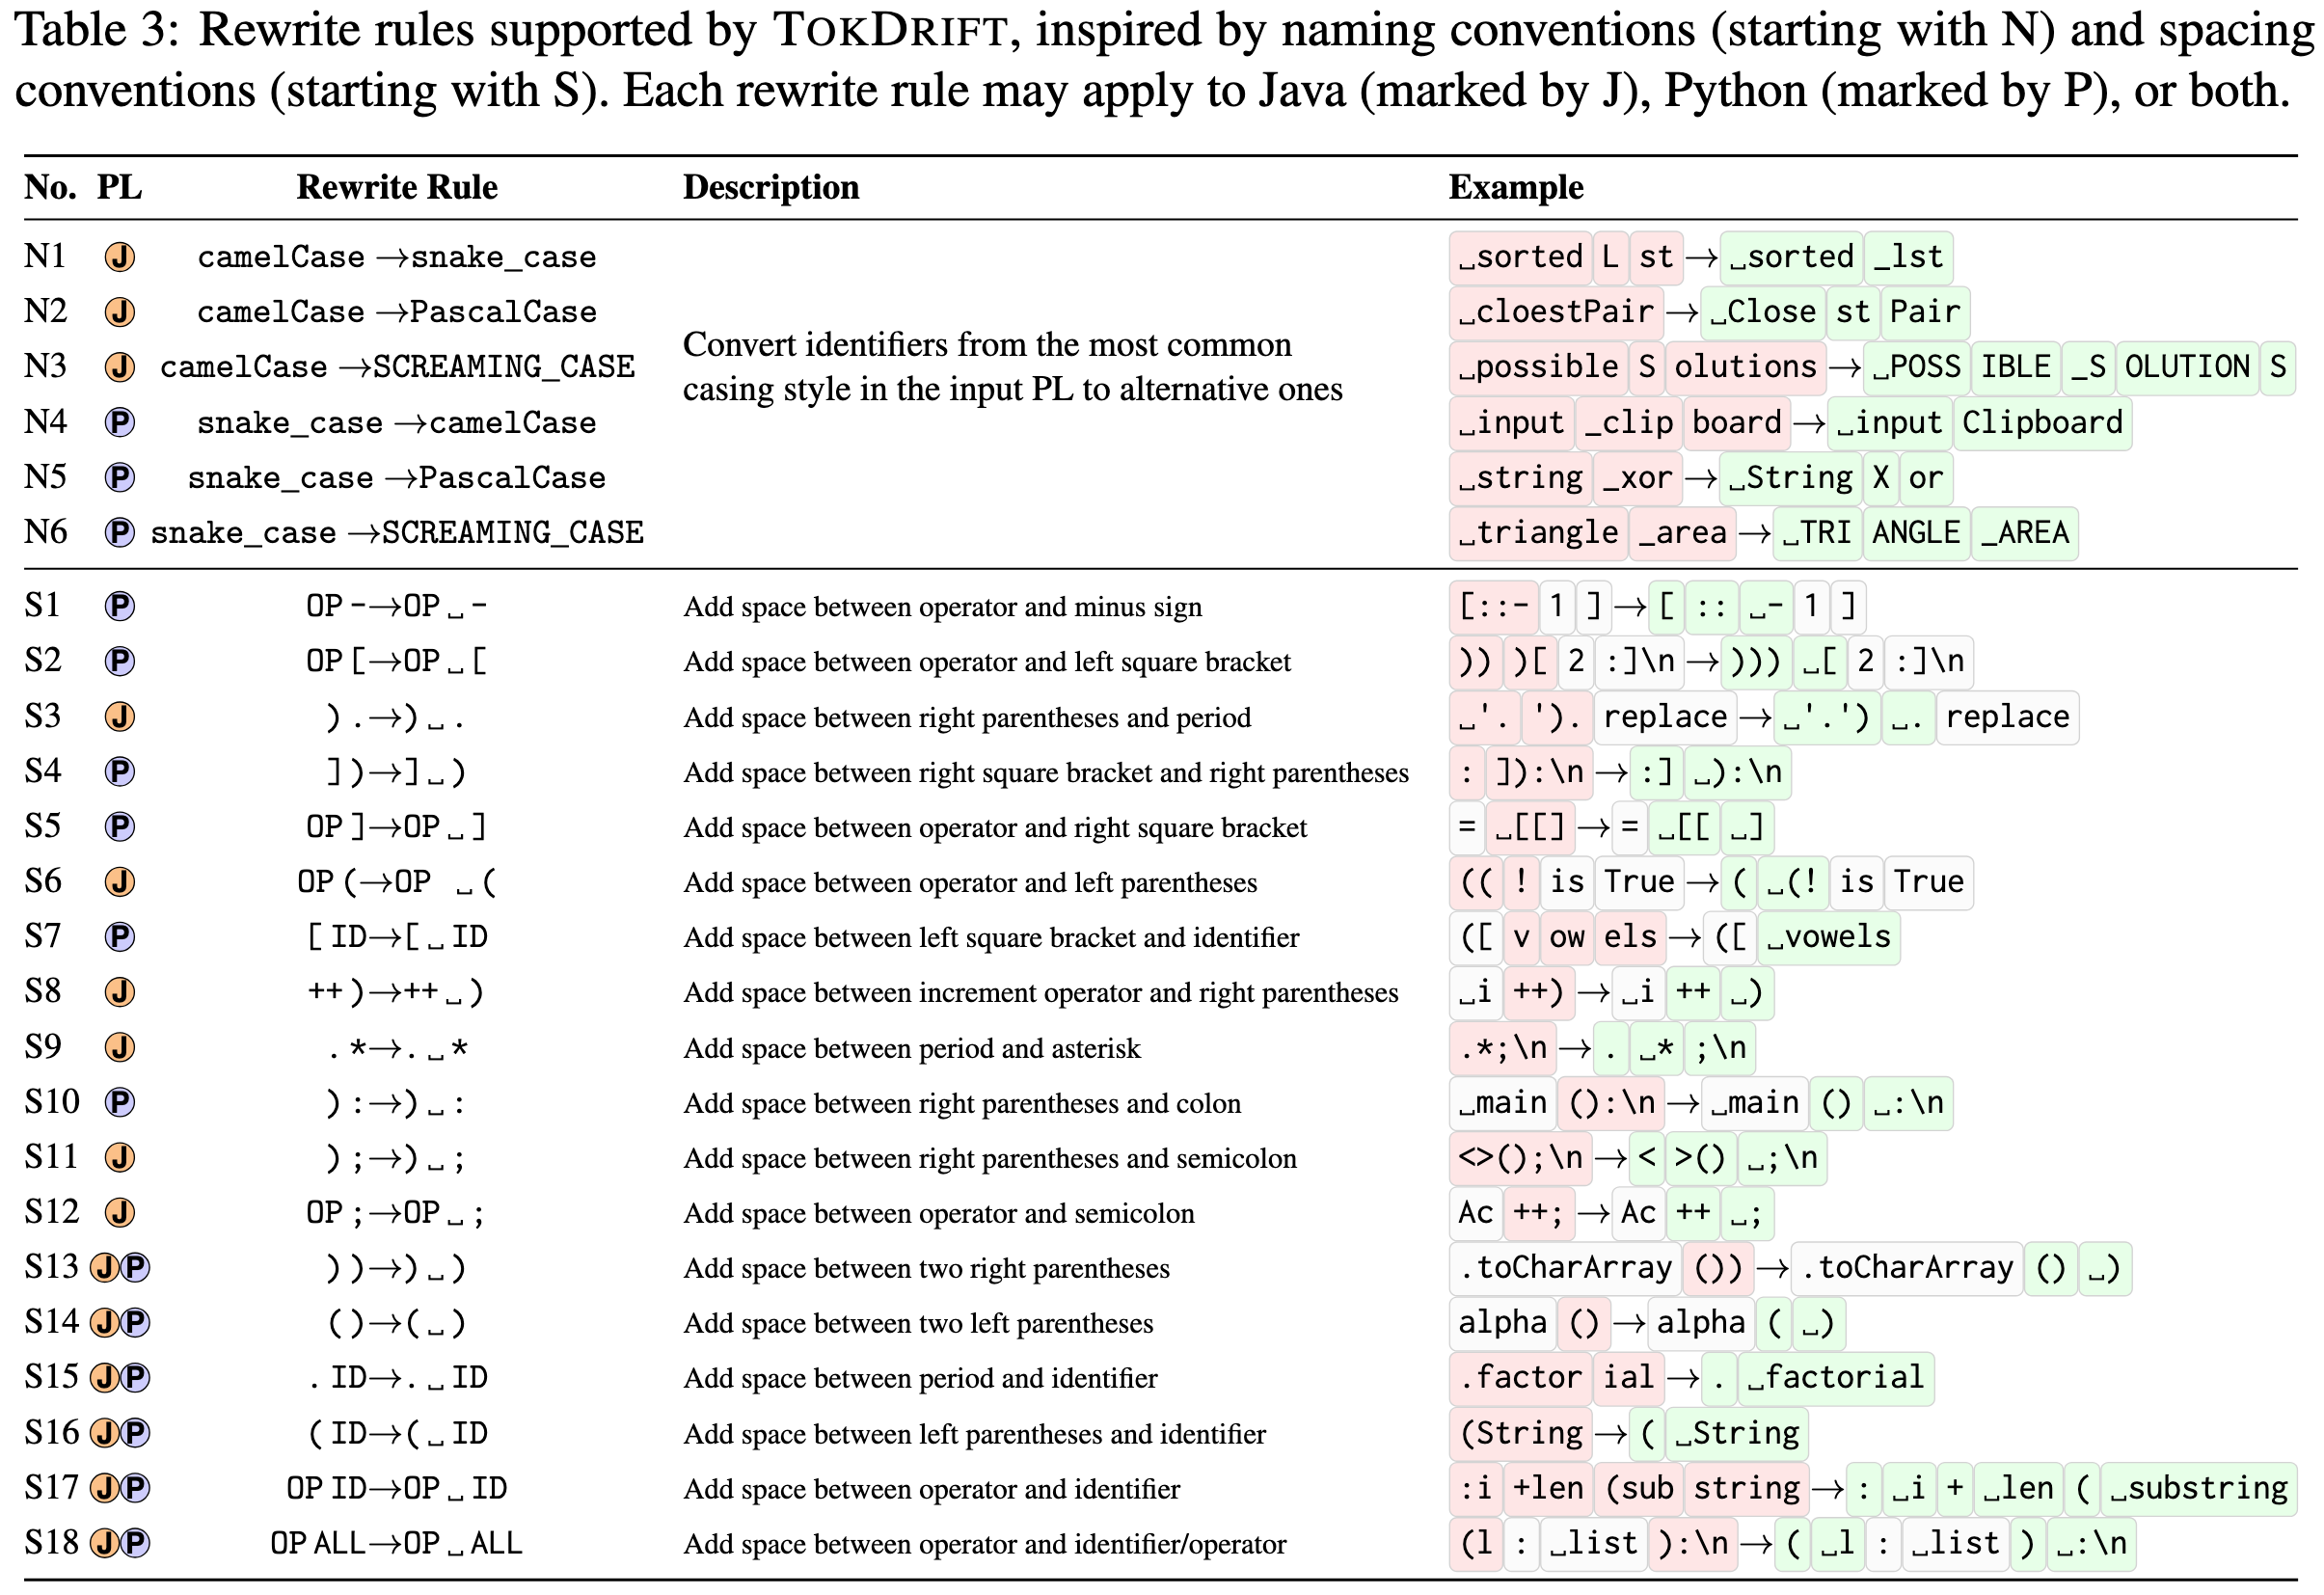 Table 3: Rewrite rules supported by TOKDRIFT, inspired by naming conventions (starting with N) and spacing
conventions (starting with S). Each rewrite rule may apply to Java (marked by J), Python (marked by P), or both.
No. PL Rewrite Rule Description Example
N1 J camelCase →snake_case ␣sorted L st → ␣sorted _lst
N2 J camelCase →PascalCase ␣cloestPair → ␣Close st Pair
Convert identifiers from the most common
N3 J camelCase →SCREAMING_CASE ␣possible S olutions → ␣POSS IBLE _S OLUTION S
casing style in the input PL to alternative ones
N4 P snake_case →camelCase ␣input _clip board → ␣input Clipboard
N5 P snake_case →PascalCase ␣string _xor → ␣String X or
N6 P snake_case →SCREAMING_CASE ␣triangle _area → ␣TRI ANGLE _AREA
S1 P OP -→OP ␣ - Add space between operator and minus sign [::- 1 ] → [ :: ␣- 1 ]
S2 P OP [→OP ␣ [ Add space between operator and left square bracket )) )[ 2 :]\n → ))) ␣[ 2 :]\n
S3 J ) .→) ␣ . Add space between right parentheses and period ␣'. '). replace → ␣'.') ␣. replace
S4 P ] )→] ␣ ) Add space between right square bracket and right parentheses : ]):\n → :] ␣):\n
S5 P OP ]→OP ␣ ] Add space between operator and right square bracket = ␣[[] → = ␣[[ ␣]
S6 J OP (→OP ␣ ( Add space between operator and left parentheses (( ! is True → ( ␣(! is True
S7 P [ ID→[ ␣ ID Add space between left square bracket and identifier ([ v ow els → ([ ␣vowels
S8 J ++ )→++ ␣ ) Add space between increment operator and right parentheses ␣i ++) → ␣i ++ ␣)
S9 J . *→. ␣ * Add space between period and asterisk .*;\n → . ␣* ;\n
S10 P ) :→) ␣ : Add space between right parentheses and colon ␣main ():\n → ␣main () ␣:\n
S11 J ) ;→) ␣ ; Add space between right parentheses and semicolon <>();\n → < >() ␣;\n
S12 J OP ;→OP ␣ ; Add space between operator and semicolon Ac ++; → Ac ++ ␣;
S13 J P ) )→) ␣ ) Add space between two right parentheses .toCharArray ()) → .toCharArray () ␣)
S14 J P ( )→( ␣ ) Add space between two left parentheses alpha () → alpha ( ␣)
S15 J P . ID→. ␣ ID Add space between period and identifier .factor ial → . ␣factorial
S16 J P ( ID→( ␣ ID Add space between left parentheses and identifier (String → ( ␣String
S17 J P OP ID→OP ␣ ID Add space between operator and identifier :i +len (sub string → : ␣i + ␣len ( ␣substring
S18 J P OP ALL→OP ␣ ALL Add space between operator and identifier/operator (l : ␣list ):\n → ( ␣l : ␣list ) ␣:\n